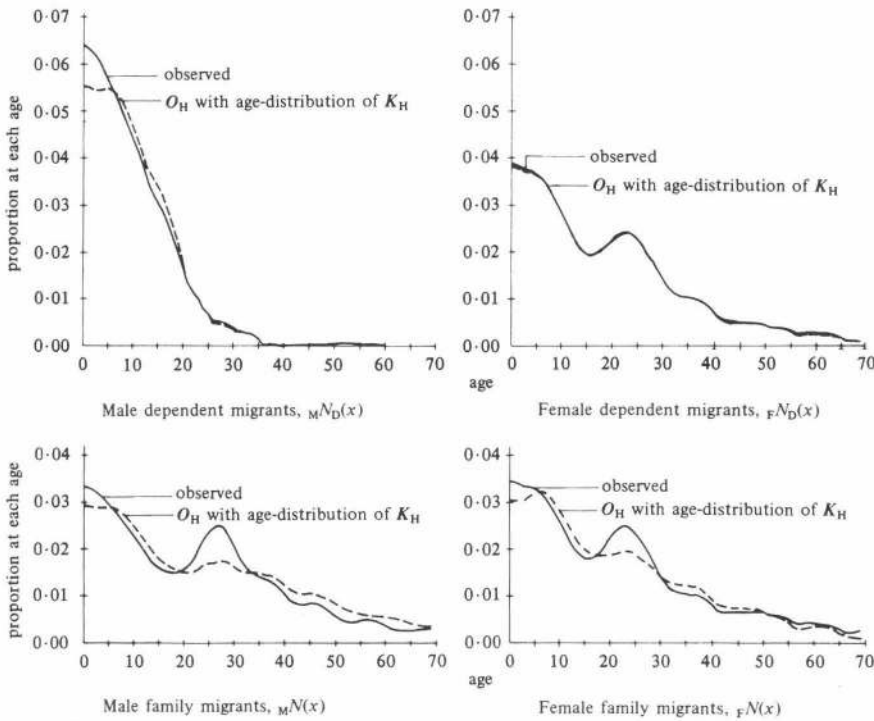 0·07
0·06
0·05
0·04
0·03
0·02
0·01
0·00
proportion at each age
observed
O_H with age-distribution of K_H
0 10 20 30 40 50 60 70
Male dependent migrants, _MN_D(x)
0·07
0·06
0·05
0·04
0·03
0·02
0·01
0·00
observed
O_H with age-distribution of K_H
0 10 20 30 40 50 60 70
age
Female dependent migrants, _FN_D(x)
0·04
0·03
0·02
0·01
0·00
proportion at each age
observed
O_H with age-distribution of K_H
0 10 20 30 40 50 60 70
Male family migrants, _MN(x)
0·04
0·03
0·02
0·01
0·00
observed
O_H with age-distribution of K_H
0 10 20 30 40 50 60 70
age
Female family migrants, _FN(x)